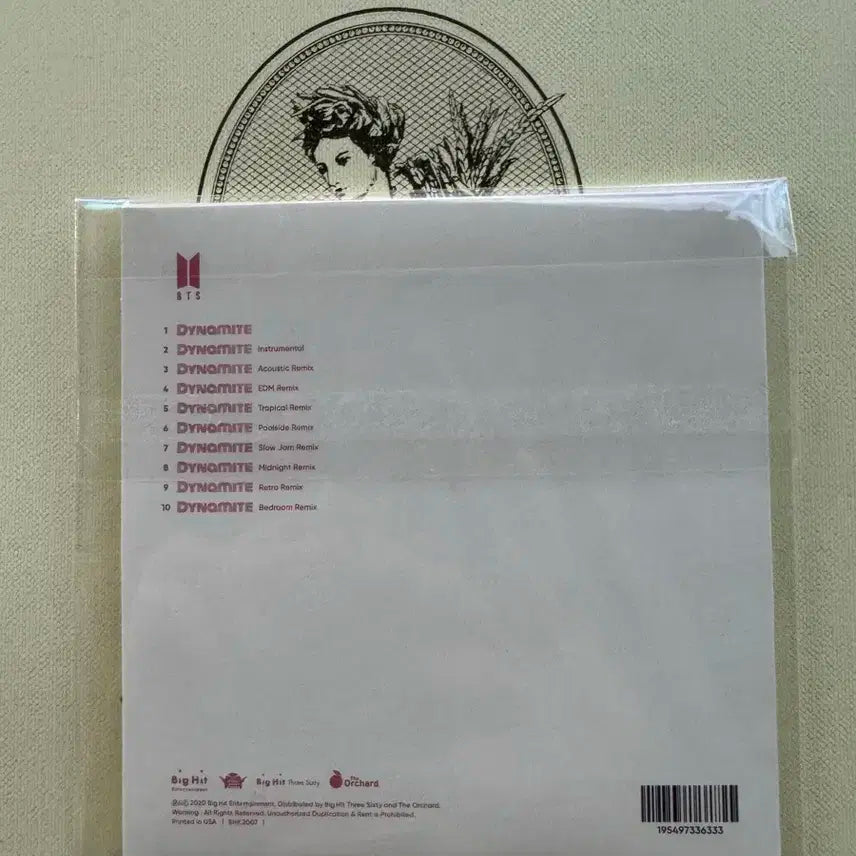 BTS
1 DYNAMITE
2 DYNAMITE Instrumental
3 DYNAMITE Acoustic Remix
4 DYNAMITE EDM Remix
5 DYNAMITE Tropical Remix
6 DYNAMITE Poolside Remix
7 DYNAMITE Slow Jam Remix
8 DYNAMITE Midnight Remix
9 DYNAMITE Retro Remix
10 DYNAMITE Bedroom Remix
Big Hit Entertainment Big Hit Three Sixty The Orchard
℗&© 2020 Big Hit Entertainment. Distributed by Big Hit Three Sixty and The Orchard.
Warning : All Rights Reserved. Unauthorized Duplication & Rent is Prohibited.
Printed in USA | BHE2007 |
195497336333